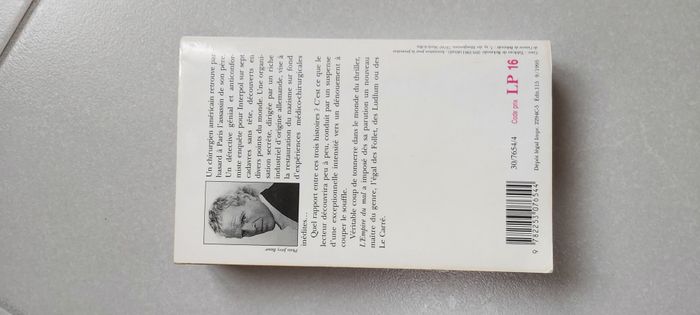 Un chirurgien américain retrouve par
hasard à Paris l'assassin de son père.
Un détective génial et anticonfor-
miste enquête pour Interpol sur sept
cadavres sans tête, découverts en
divers points du monde. Une organi-
sation secrète, dirigée par un riche
industriel d'origine allemande, vise à
la restauration du nazisme sur fond
d'expériences médico-chirurgicales
inédites...
Quel rapport entre ces trois histoires ? C'est ce que le
lecteur découvrira peu à peu, conduit par un suspense
d'une exceptionnelle intensité vers un dénouement à
couper le souffle.
Véritable coup de tonnerre dans le monde du thriller,
L'Empire du mal a imposé dès sa parution un nouveau
maître du genre, l'égal des Follet, des Ludlum ou des
Le Carré.
Photo Jerry Bauer
30/7654/4
Code prix LP 16
9 782253 076544